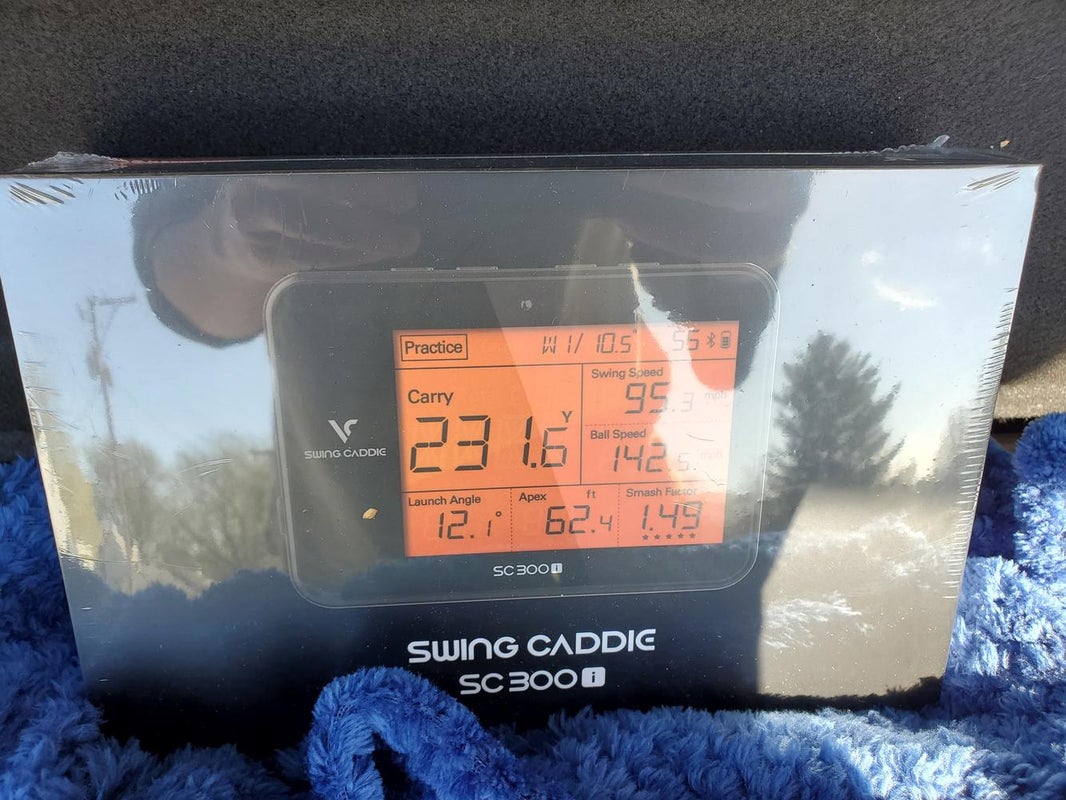 Practice W1/ 10.5° 55
Carry
231.6 Y
Swing Speed
95.3 mph
Ball Speed
142.5 mph
Launch Angle
12.1°
Apex ft
62.4
Smash Factor
1.49
SWING CADDIE
SC300i
SWING CADDIE
SC300i